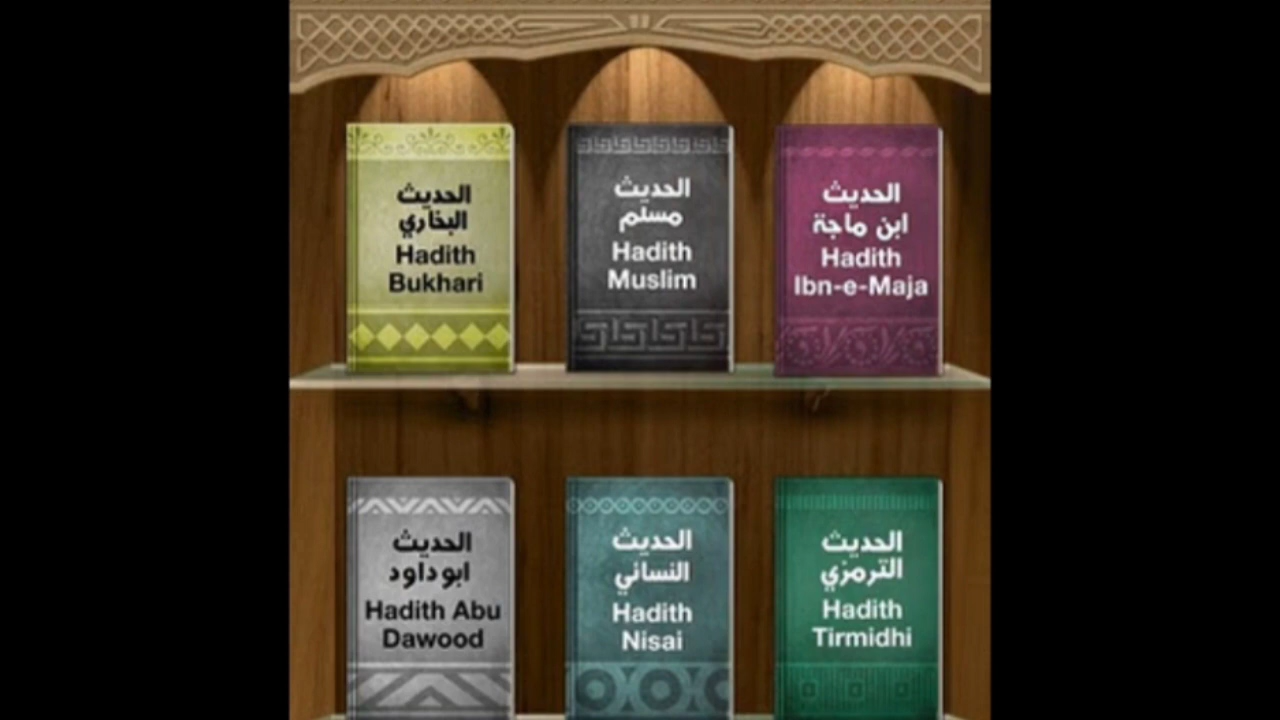 الحديث
البخاري
Hadith
Bukhari
الحديث
مسلم
Hadith
Muslim
الحديث
ابن ماجة
Hadith
Ibn-e-Maja
الحديث
ابو داود
Hadith Abu
Dawood
الحديث
النسائي
Hadith
Nisai
الحديث
الترمزي
Hadith
Tirmidhi